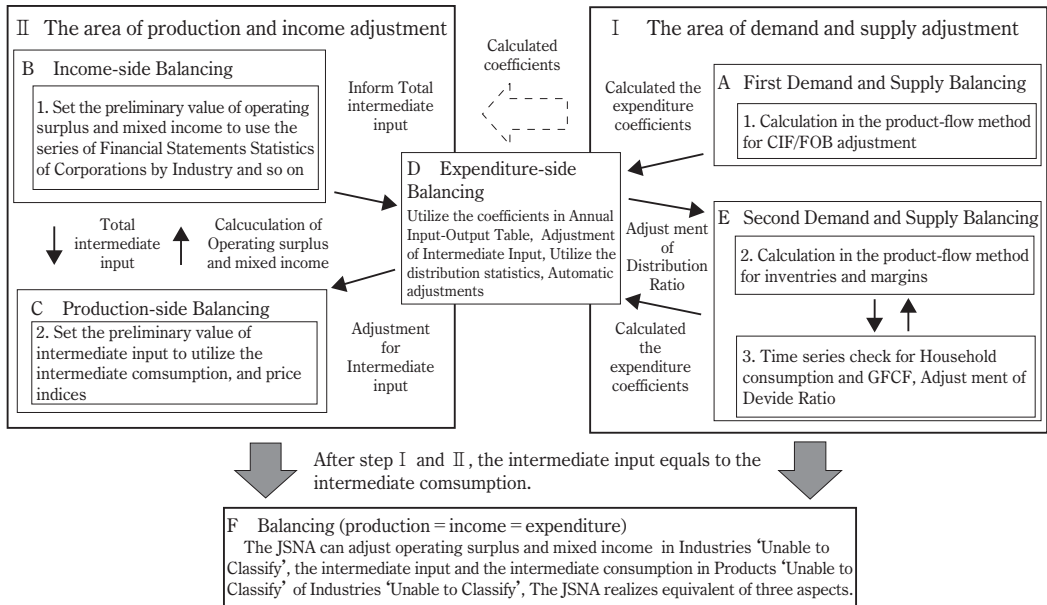 Ⅱ The area of production and income adjustment
B Income-side Balancing
1. Set the preliminary value of operating
surplus and mixed income to use the
series of Financial Statements Statistics
of Corporations by Industry and so on
Total
intermediate
input
Calcuculation of
Operating surplus
and mixed income
C Production-side Balancing
2. Set the preliminary value of
intermediate input to utilize the
intermediate comsumption, and price
indices
Inform Total
intermediate
input
Adjustment
for
Intermediate
input
Calculated
coefficients
D Expenditure-side
Balancing
Utilize the coefficients in Annual
Input-Output Table, Adjustment
of Intermediate Input, Utilize the
distribution statistics, Automatic
adjustments
Ⅰ The area of demand and supply adjustment
Calculated the
expenditure
coefficients
A First Demand and Supply Balancing
1. Calculation in the product-flow method
for CIF/FOB adjustment
Adjust ment
of
Distribution
Ratio
Calculated
the
expenditure
coefficients
E Second Demand and Supply Balancing
2. Calculation in the product-flow method
for inventries and margins
3. Time series check for Household
consumption and GFCF, Adjust ment of
Devide Ratio
After step Ⅰ and Ⅱ, the intermediate input equals to the
intermediate comsumption.
F Balancing (production = income = expenditure)
The JSNA can adjust operating surplus and mixed income in Industries ‘Unable to
Classify’, the intermediate input and the intermediate consumption in Products ‘Unable to
Classify’ of Industries ‘Unable to Classify’, The JSNA realizes equivalent of three aspects.